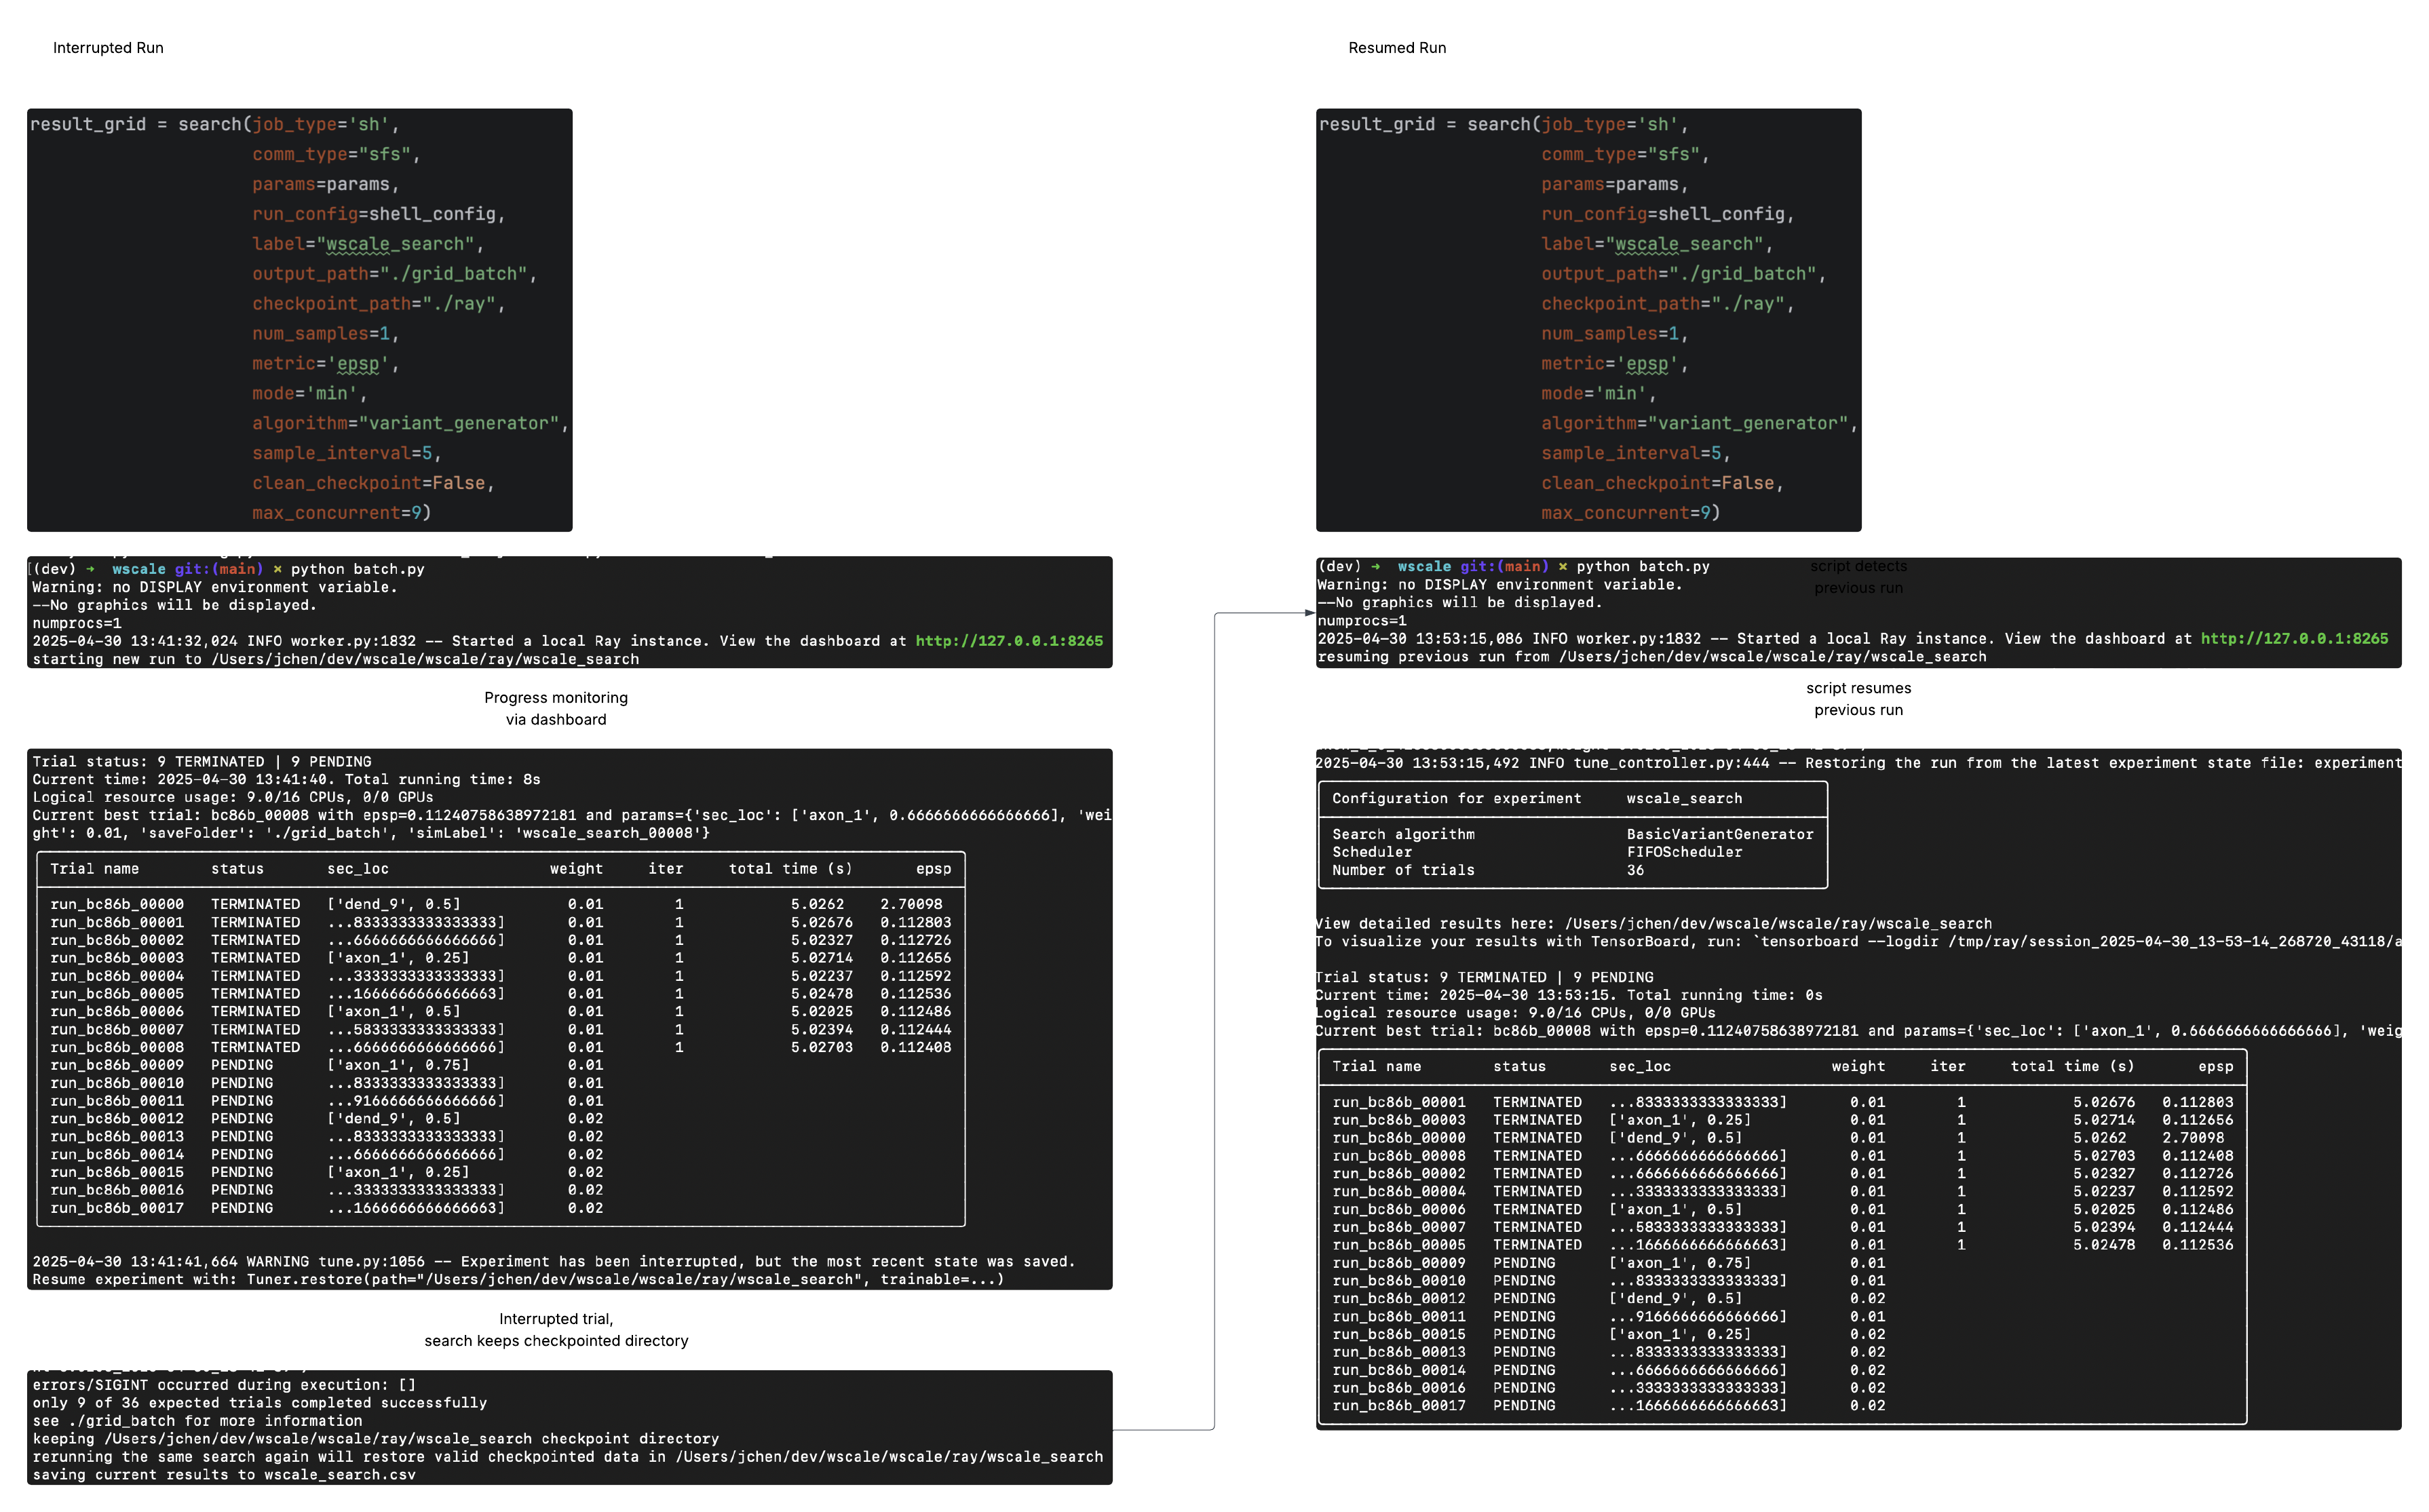 Interrupted Run
result_grid = search(job_type='sh',
comm_type="sfs",
params=params,
run_config=shell_config,
label="wscale_search",
output_path="./grid_batch",
checkpoint_path="./ray",
num_samples=1,
metric='epsp',
mode='min',
algorithm="variant_generator",
sample_interval=5,
clean_checkpoint=False,
max_concurrent=9)
[(dev) → wscale git:(main) × python batch.py
Warning: no DISPLAY environment variable.
--No graphics will be displayed.
numprocs=1
2025-04-30 13:41:32,024 INFO worker.py:1832 -- Started a local Ray instance. View the dashboard at http://127.0.0.1:8265
starting new run to /Users/jchen/dev/wscale/wscale/ray/wscale_search
Progress monitoring
via dashboard
Trial status: 9 TERMINATED | 9 PENDING
Current time: 2025-04-30 13:41:40. Total running time: 8s
Logical resource usage: 9.0/16 CPUs, 0/0 GPUs
Current best trial: bc86b_00008 with epsp=0.11240758638972181 and params={'sec_loc': ['axon_1', 0.6666666666666666], 'wei
ght': 0.01, 'saveFolder': './grid_batch', 'simLabel': 'wscale_search_00008'}
Trial name status sec_loc weight iter total time (s) epsp
run_bc86b_00000 TERMINATED ['dend_9', 0.5] 0.01 1 5.0262 2.70098
run_bc86b_00001 TERMINATED ...8333333333333333] 0.01 1 5.02676 0.112803
run_bc86b_00002 TERMINATED ...6666666666666666] 0.01 1 5.02327 0.112726
run_bc86b_00003 TERMINATED ['axon_1', 0.25] 0.01 1 5.02714 0.112656
run_bc86b_00004 TERMINATED ...3333333333333333] 0.01 1 5.02237 0.112592
run_bc86b_00005 TERMINATED ...1666666666666663] 0.01 1 5.02478 0.112536
run_bc86b_00006 TERMINATED ['axon_1', 0.5] 0.01 1 5.02025 0.112486
run_bc86b_00007 TERMINATED ...5833333333333333] 0.01 1 5.02394 0.112444
run_bc86b_00008 TERMINATED ...6666666666666666] 0.01 1 5.02703 0.112408
run_bc86b_00009 PENDING ['axon_1', 0.75] 0.01
run_bc86b_00010 PENDING ...8333333333333333] 0.01
run_bc86b_00011 PENDING ...9166666666666666] 0.01
run_bc86b_00012 PENDING ['dend_9', 0.5] 0.02
run_bc86b_00013 PENDING ...8333333333333333] 0.02
run_bc86b_00014 PENDING ...6666666666666666] 0.02
run_bc86b_00015 PENDING ['axon_1', 0.25] 0.02
run_bc86b_00016 PENDING ...3333333333333333] 0.02
run_bc86b_00017 PENDING ...1666666666666663] 0.02
2025-04-30 13:41:41,664 WARNING tune.py:1056 -- Experiment has been interrupted, but the most recent state was saved.
Resume experiment with: Tuner.restore(path="/Users/jchen/dev/wscale/wscale/ray/wscale_search", trainable=...)
Interrupted trial,
search keeps checkpointed directory
errors/SIGINT occurred during execution: []
only 9 of 36 expected trials completed successfully
see ./grid_batch for more information
keeping /Users/jchen/dev/wscale/wscale/ray/wscale_search checkpoint directory
rerunning the same search again will restore valid checkpointed data in /Users/jchen/dev/wscale/wscale/ray/wscale_search
saving current results to wscale_search.csv
Resumed Run
result_grid = search(job_type='sh',
comm_type="sfs",
params=params,
run_config=shell_config,
label="wscale_search",
output_path="./grid_batch",
checkpoint_path="./ray",
num_samples=1,
metric='epsp',
mode='min',
algorithm="variant_generator",
sample_interval=5,
clean_checkpoint=False,
max_concurrent=9)
(dev) → wscale git:(main) × python batch.py
script detects
previous run
Warning: no DISPLAY environment variable.
--No graphics will be displayed.
numprocs=1
2025-04-30 13:53:15,086 INFO worker.py:1832 -- Started a local Ray instance. View the dashboard at http://127.0.0.1:8265
resuming previous run from /Users/jchen/dev/wscale/wscale/ray/wscale_search
script resumes
previous run
2025-04-30 13:53:15,492 INFO tune_controller.py:444 -- Restoring the run from the latest experiment state file: experiment
Configuration for experiment wscale_search
Search algorithm BasicVariantGenerator
Scheduler FIFOScheduler
Number of trials 36
View detailed results here: /Users/jchen/dev/wscale/wscale/ray/wscale_search
To visualize your results with TensorBoard, run: `tensorboard --logdir /tmp/ray/session_2025-04-30_13-53-14_268720_43118/a
Trial status: 9 TERMINATED | 9 PENDING
Current time: 2025-04-30 13:53:15. Total running time: 0s
Logical resource usage: 9.0/16 CPUs, 0/0 GPUs
Current best trial: bc86b_00008 with epsp=0.11240758638972181 and params={'sec_loc': ['axon_1', 0.6666666666666666], 'weig
Trial name status sec_loc weight iter total time (s) epsp
run_bc86b_00001 TERMINATED ...8333333333333333] 0.01 1 5.02676 0.112803
run_bc86b_00003 TERMINATED ['axon_1', 0.25] 0.01 1 5.02714 0.112656
run_bc86b_00000 TERMINATED ['dend_9', 0.5] 0.01 1 5.0262 2.70098
run_bc86b_00008 TERMINATED ...6666666666666666] 0.01 1 5.02703 0.112408
run_bc86b_00002 TERMINATED ...6666666666666666] 0.01 1 5.02327 0.112726
run_bc86b_00004 TERMINATED ...3333333333333333] 0.01 1 5.02237 0.112592
run_bc86b_00006 TERMINATED ['axon_1', 0.5] 0.01 1 5.02025 0.112486
run_bc86b_00007 TERMINATED ...5833333333333333] 0.01 1 5.02394 0.112444
run_bc86b_00005 TERMINATED ...1666666666666663] 0.01 1 5.02478 0.112536
run_bc86b_00009 PENDING ['axon_1', 0.75] 0.01
run_bc86b_00010 PENDING ...8333333333333333] 0.01
run_bc86b_00012 PENDING ['dend_9', 0.5] 0.02
run_bc86b_00011 PENDING ...9166666666666666] 0.01
run_bc86b_00015 PENDING ['axon_1', 0.25] 0.02
run_bc86b_00013 PENDING ...8333333333333333] 0.02
run_bc86b_00014 PENDING ...6666666666666666] 0.02
run_bc86b_00016 PENDING ...3333333333333333] 0.02
run_bc86b_00017 PENDING ...1666666666666663] 0.02